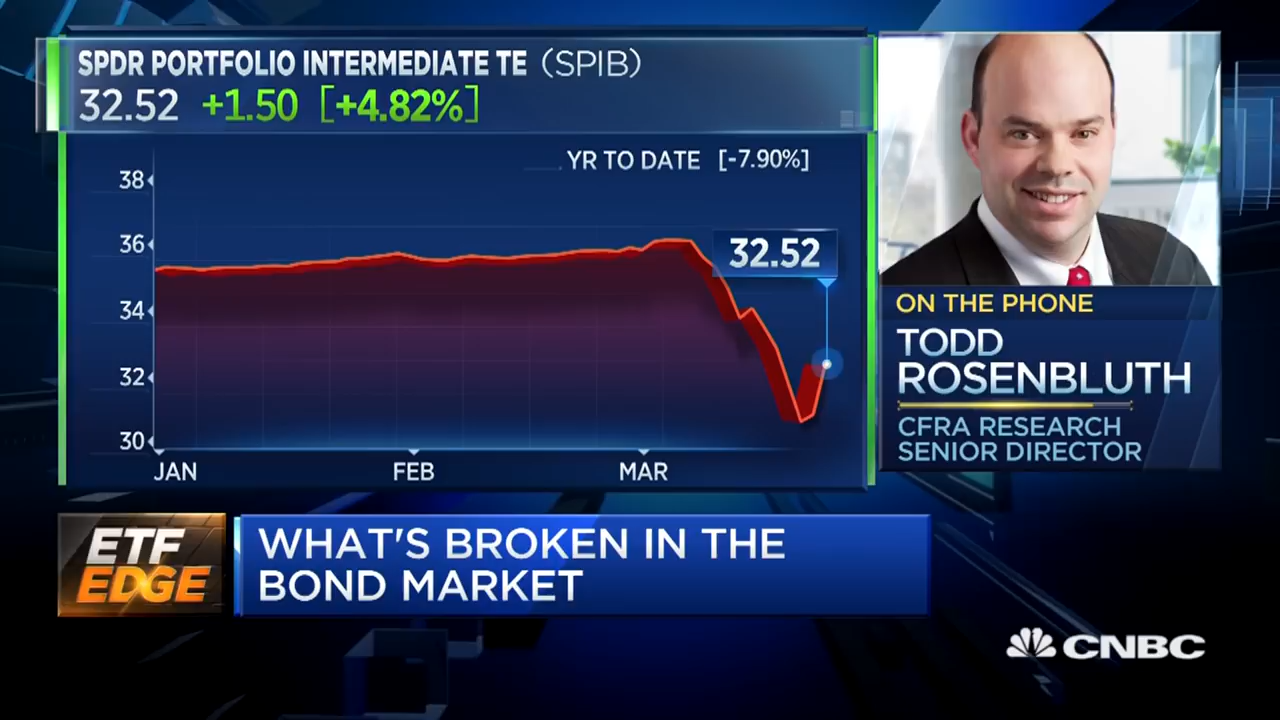 SPDR PORTFOLIO INTERMEDIATE TE (SPIB)
32.52 +1.50 [+4.82%]
YR TO DATE [-7.90%]
38
36
34
32
30
32.52
JAN FEB MAR
ON THE PHONE
TODD
ROSENBLUTH
CFRA RESEARCH
SENIOR DIRECTOR
ETF
EDGE
WHAT'S BROKEN IN THE
BOND MARKET
CNBC